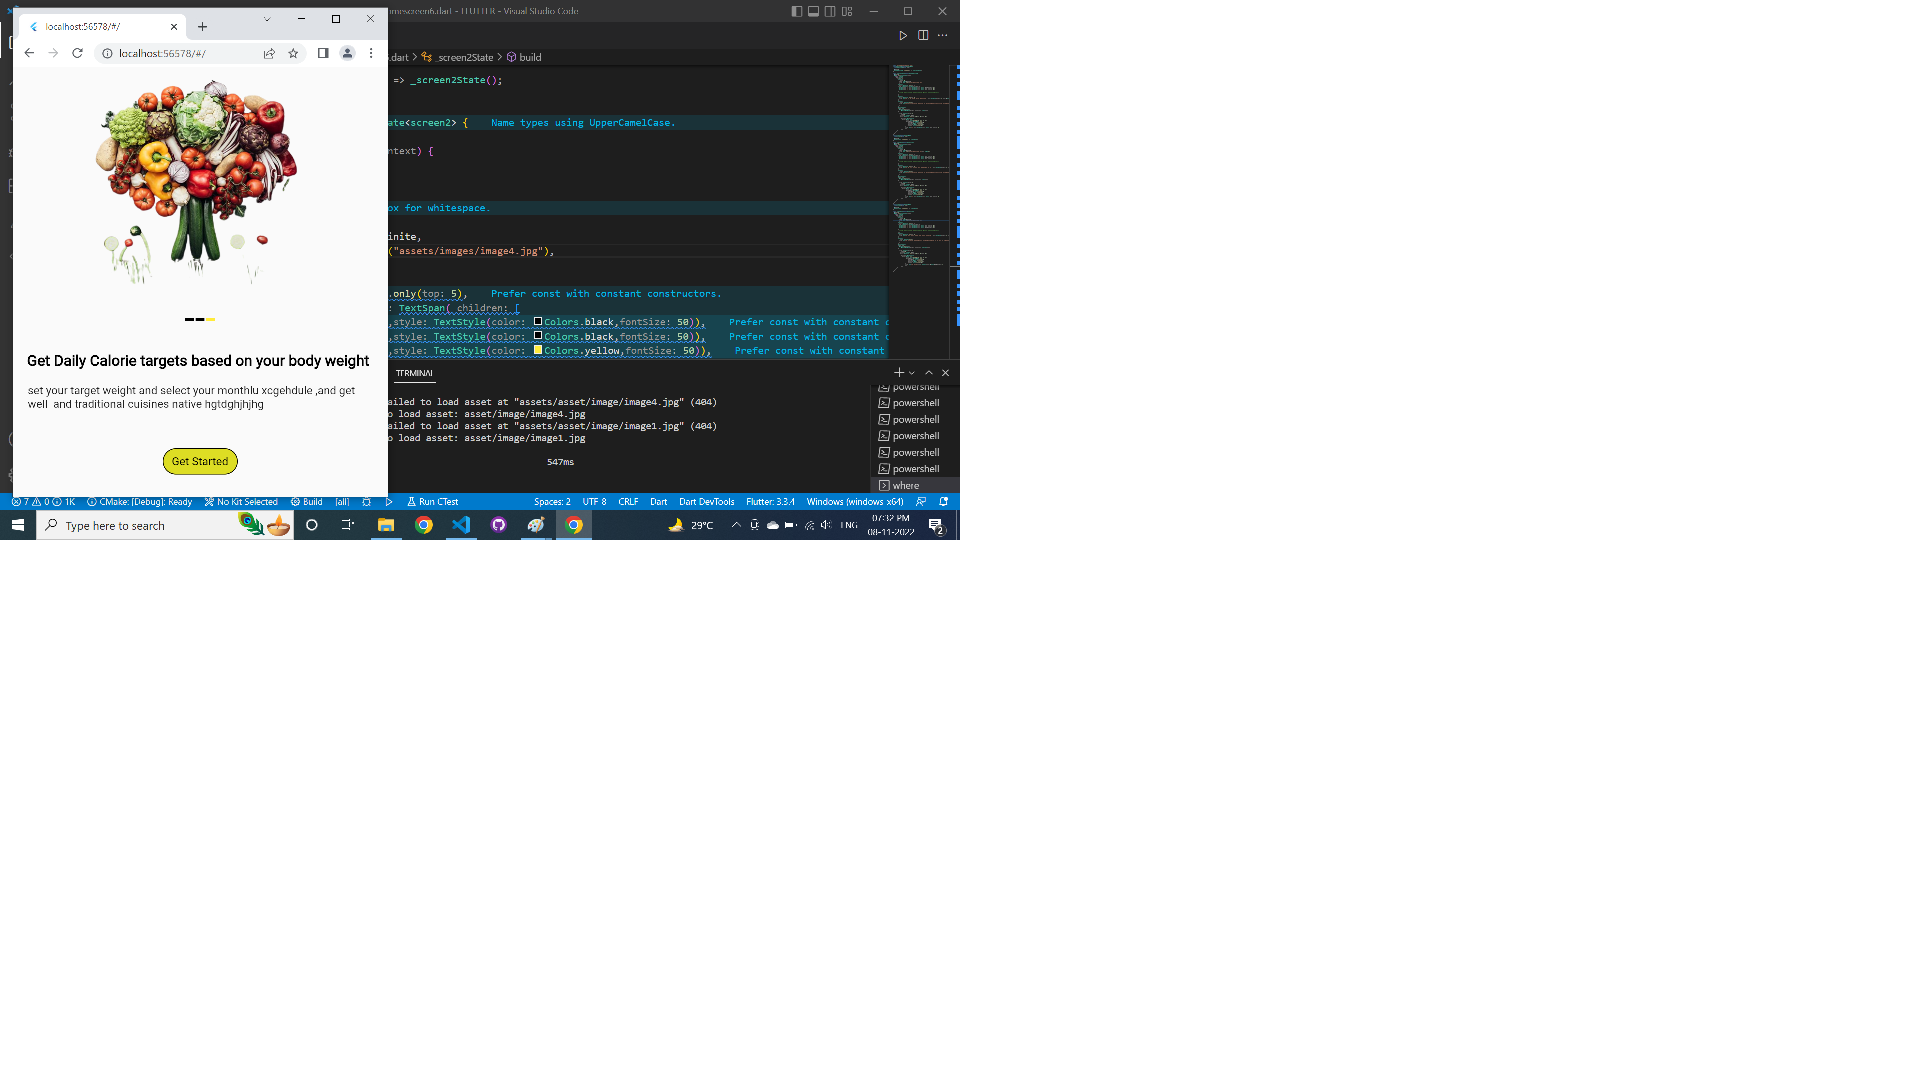 localhost:56578/#/
localhost:56578/#/
Get Daily Calorie targets based on your body weight
set your target weight and select your monthlu xcgehdule ,and get
well  and traditional cuisines native hgtdghjhjhg
Get Started
mescreen6.dart - FLUTTER - Visual Studio Code
.dart > _screen2State > build
=> _screen2State();
ate<screen2> {    Name types using UpperCamelCase.
ntext) {
ox for whitespace.
inite,
("assets/images/image4.jpg"),
.only(top: 5),    Prefer const with constant constructors.
: TextSpan( children: [
,style: TextStyle(color: Colors.black,fontSize: 50)),    Prefer const with constant c
,style: TextStyle(color: Colors.black,fontSize: 50)),    Prefer const with constant c
,style: TextStyle(color: Colors.yellow,fontSize: 50)),    Prefer const with constant
TERMINAL
ailed to load asset at "assets/asset/image/image4.jpg" (404)
o load asset: asset/image/image4.jpg
ailed to load asset at "assets/asset/image/image1.jpg" (404)
o load asset: asset/image/image1.jpg
547ms
powershell
powershell
powershell
powershell
powershell
powershell
where
7 0 1K CMake: [Debug]: Ready No Kit Selected Build [all] Run CTest Spaces: 2 UTF-8 CRLF Dart Dart DevTools Flutter: 3.3.4 Windows (windows-x64)
Type here to search
29°C
ENG
07:32 PM
08-11-2022
2